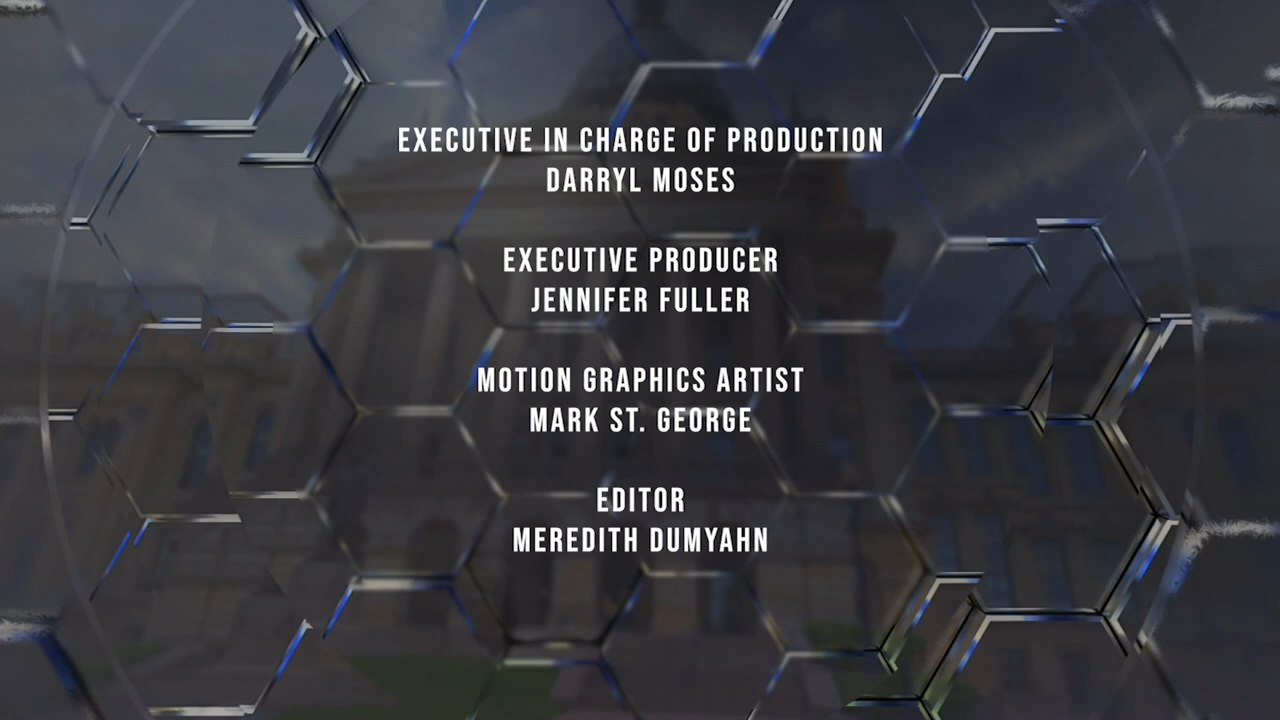 EXECUTIVE IN CHARGE OF PRODUCTION
DARRYL MOSES
EXECUTIVE PRODUCER
JENNIFER FULLER
MOTION GRAPHICS ARTIST
MARK ST. GEORGE
EDITOR
MEREDITH DUMYAHN